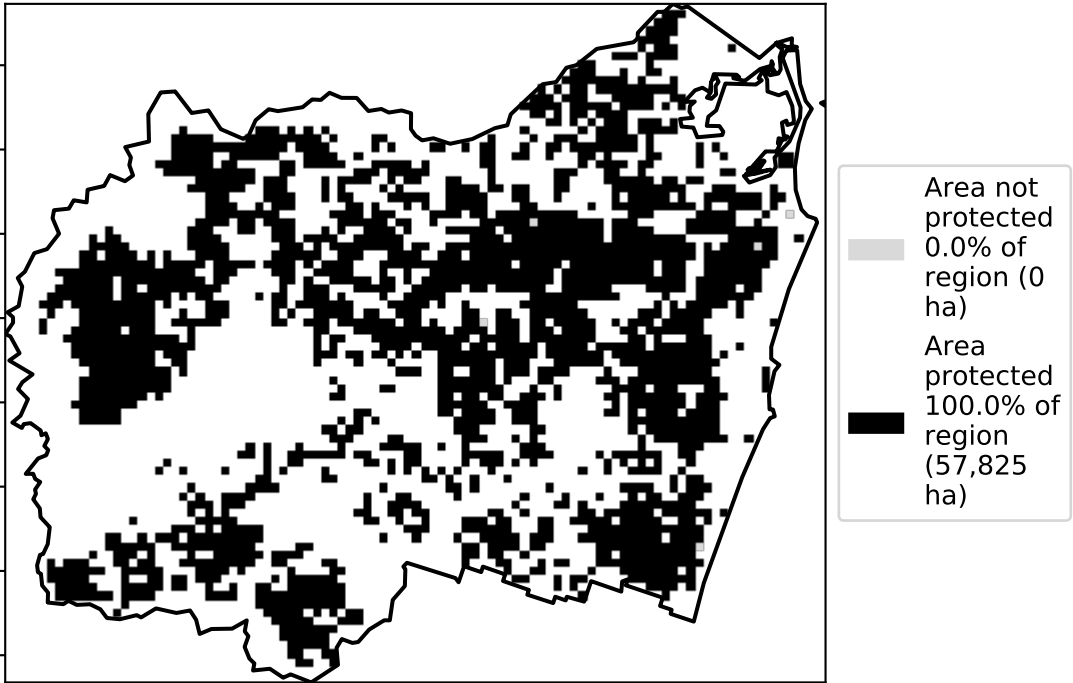 Area not
protected
0.0% of
region (0
ha)
Area
protected
100.0% of
region
(57,825
ha)